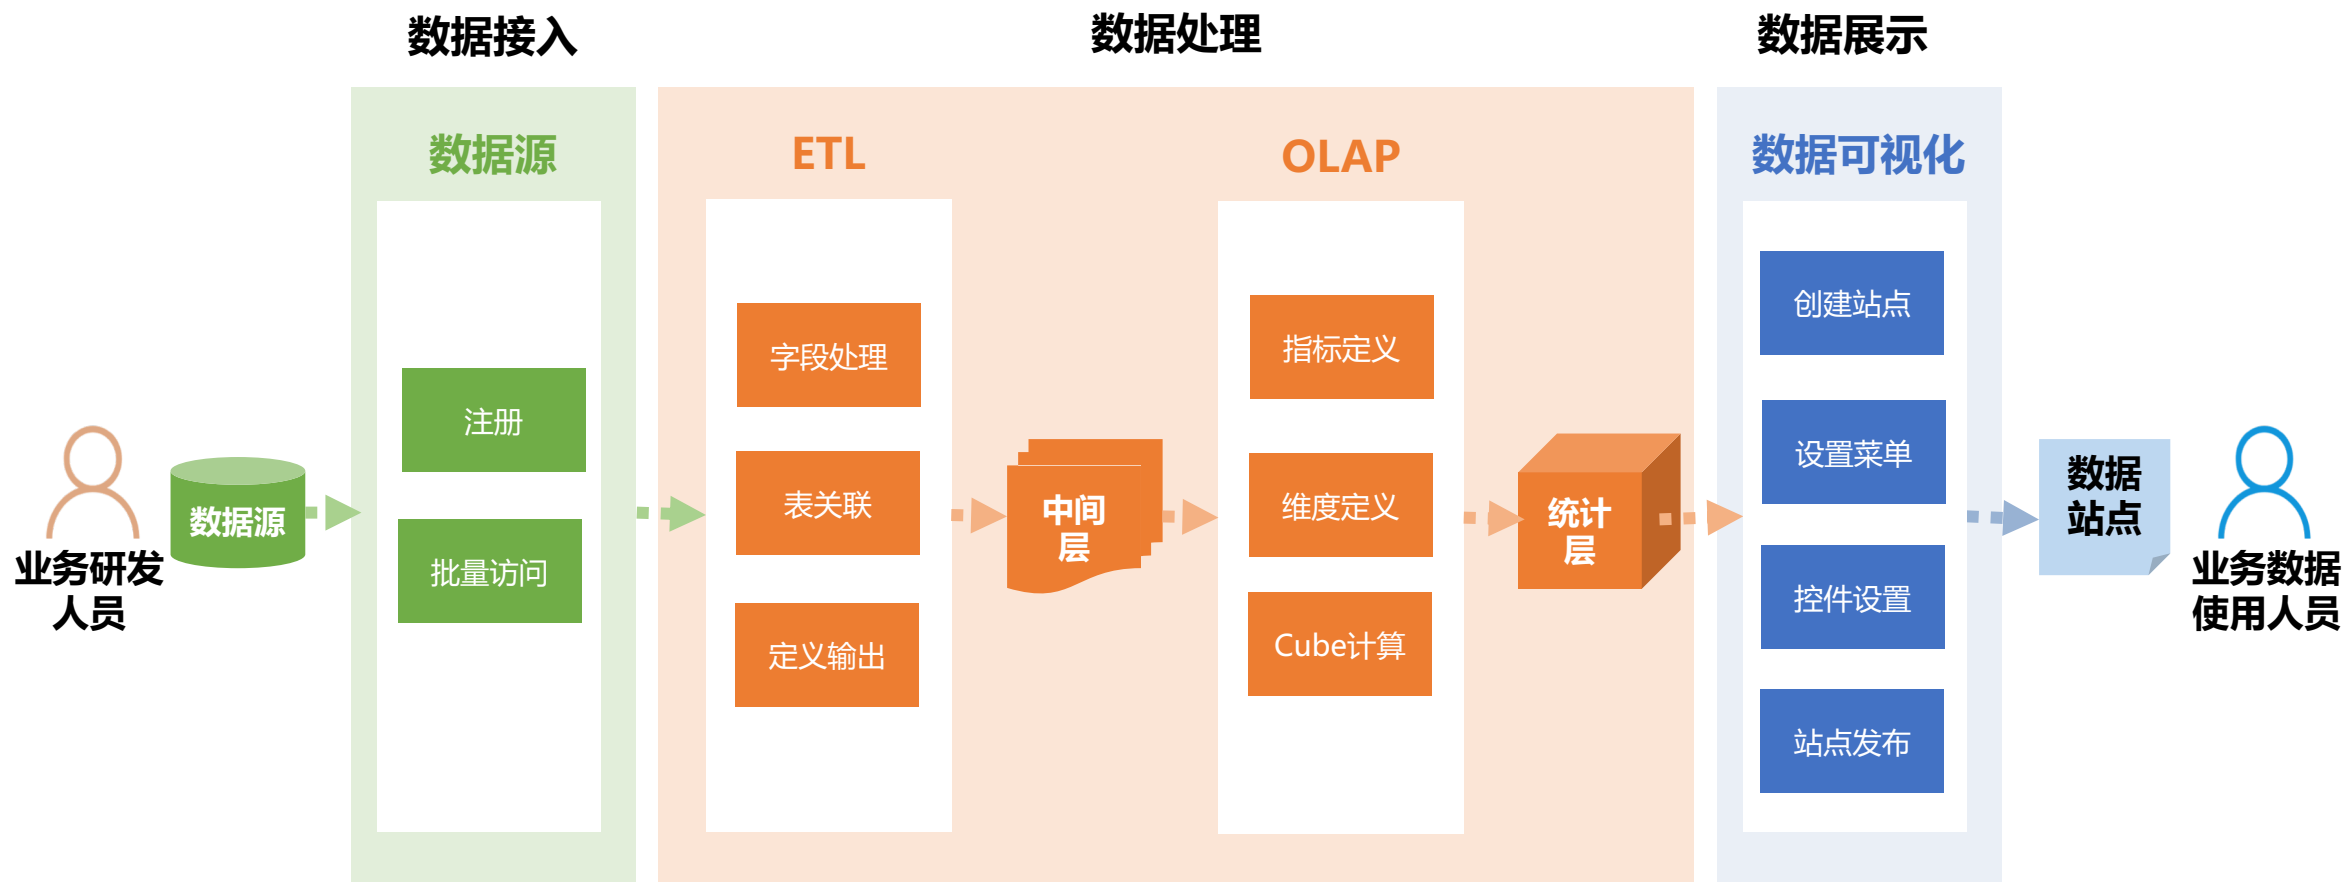 数据接入
数据处理
数据展示
数据源
ETL
OLAP
数据可视化
业务研发
人员
数据源
注册
批量访问
字段处理
表关联
定义输出
中间
层
指标定义
维度定义
Cube计算
统计
层
创建站点
设置菜单
控件设置
站点发布
数据
站点
业务数据
使用人员